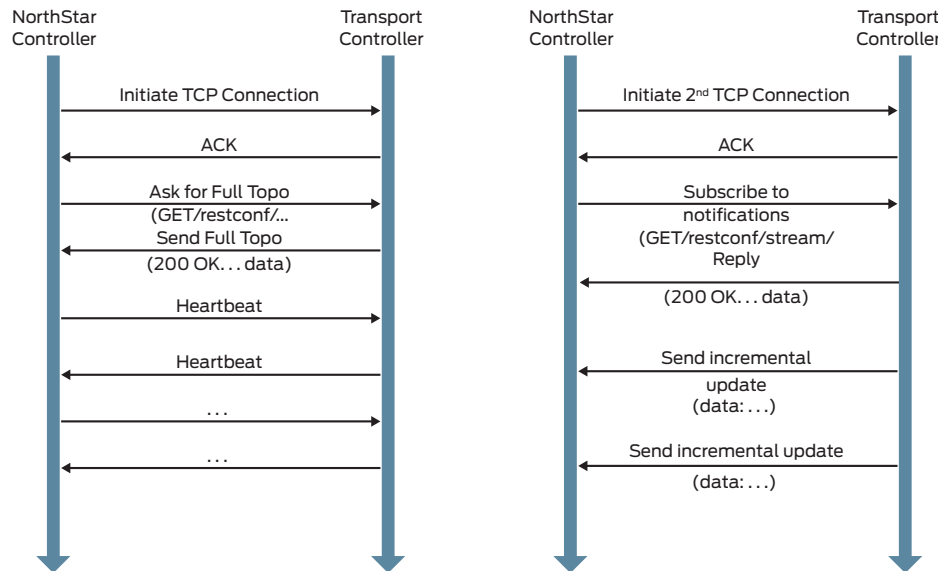 NorthStar
Controller
Transport
Controller
Initiate TCP Connection
ACK
Ask for Full Topo
(GET/restconf/...
Send Full Topo
(200 OK... data)
Heartbeat
Heartbeat
...
...
NorthStar
Controller
Transport
Controller
Initiate 2nd TCP Connection
ACK
Subscribe to
notifications
(GET/restconf/stream/
Reply
(200 OK... data)
Send incremental
update
(data: ...)
Send incremental update
(data: ...)